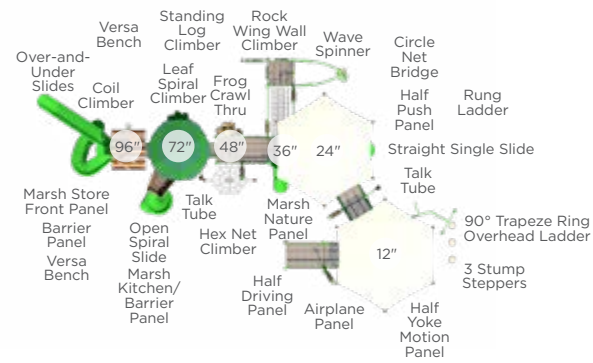 Versa
Bench
Standing
Log
Climber
Rock
Wing Wall
Climber
Wave
Spinner
Circle
Net
Bridge
Over-and-
Under
Slides
Coil
Climber
Leaf
Spiral
Climber
Frog
Crawl
Thru
Half
Push
Panel
Rung
Ladder
96"
72"
48"
36"
24"
Straight Single Slide
Talk
Tube
Marsh Store
Front Panel
Barrier
Panel
Versa
Bench
Open
Spiral
Slide
Marsh
Kitchen/
Barrier
Panel
Talk
Tube
Hex Net
Climber
Marsh
Nature
Panel
12"
90° Trapeze Ring
Overhead Ladder
3 Stump
Steppers
Half
Driving
Panel
Airplane
Panel
Half
Yoke
Motion
Panel